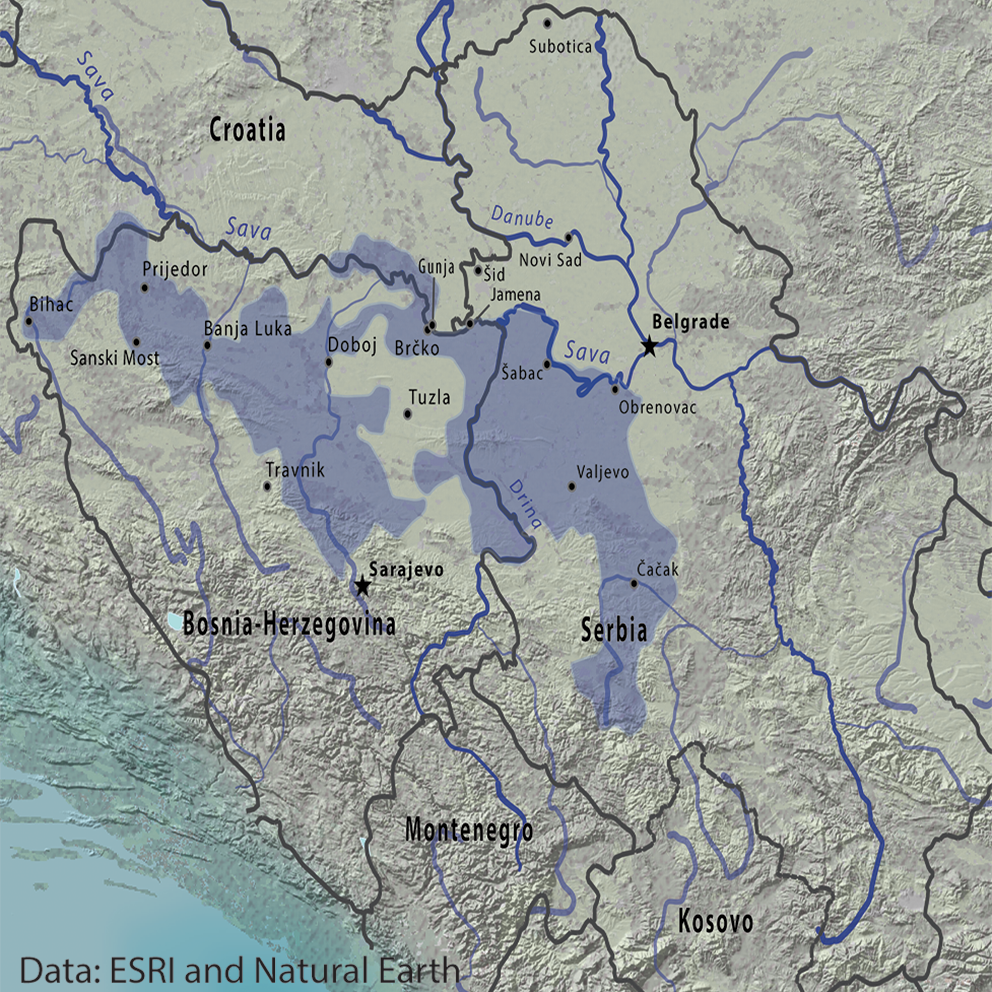 Subotica
Sava
Croatia
Danube
Sava
Novi Sad
Gunja
Šid
Prijedor
Jamena
Bihac
Belgrade
Banja Luka
Doboj
Brčko
Sava
Sanski Most
Šabac
Tuzla
Obrenovac
Travnik
Valjevo
Drina
Sarajevo
Čačak
Bosnia-Herzegovina
Serbia
Montenegro
Kosovo
Data: ESRI and Natural Earth